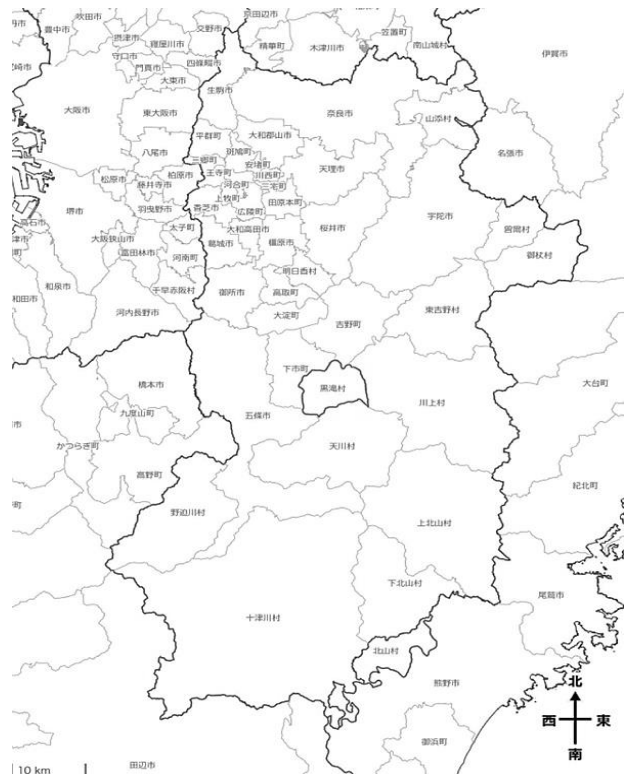 吹田市
豊中市
摂津市
交野市
京田辺市
笠置町
精華町
木津川市
南山城村
伊賀市
守口市
寝屋川市
門真市
四條畷市
大東市
生駒市
大阪市
東大阪市
奈良市
山添村
平群町
大和郡山市
名張市
八尾市
三郷町
斑鳩町
安堵町
天理市
松原市
柏原市
王寺町
川西町
藤井寺市
河合町
三宅町
上牧町
田原本町
堺市
羽曳野市
香芝市
広陵町
宇陀市
高石市
太子町
大和高田市
桜井市
曽爾村
大阪狭山市
富田林市
葛城市
橿原市
御杖村
河南町
明日香村
和泉市
千早赤阪村
御所市
高取町
和田市
河内長野市
大淀町
吉野町
東吉野村
下市町
橋本市
黒滝村
川上村
大台町
九度山町
五條市
かつらぎ町
天川村
高野町
紀北町
野迫川村
上北山村
下北山村
尾鷲市
十津川村
北山村
熊野市
北
西 東
南
御浜町
田辺市
10 km